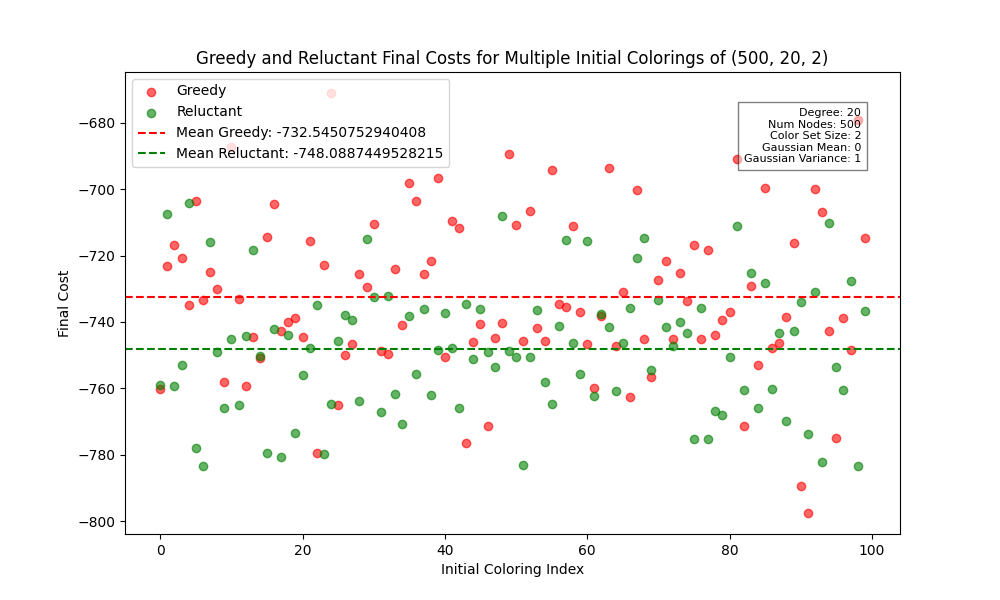 Greedy and Reluctant Final Costs for Multiple Initial Colorings of (500, 20, 2)
Greedy
Reluctant
Mean Greedy: -732.5450752940408
Mean Reluctant: -748.0887449528215
Degree: 20
Num Nodes: 500
Color Set Size: 2
Gaussian Mean: 0
Gaussian Variance: 1
Final Cost
−680
−700
−720
−740
−760
−780
−800
0 20 40 60 80 100
Initial Coloring Index